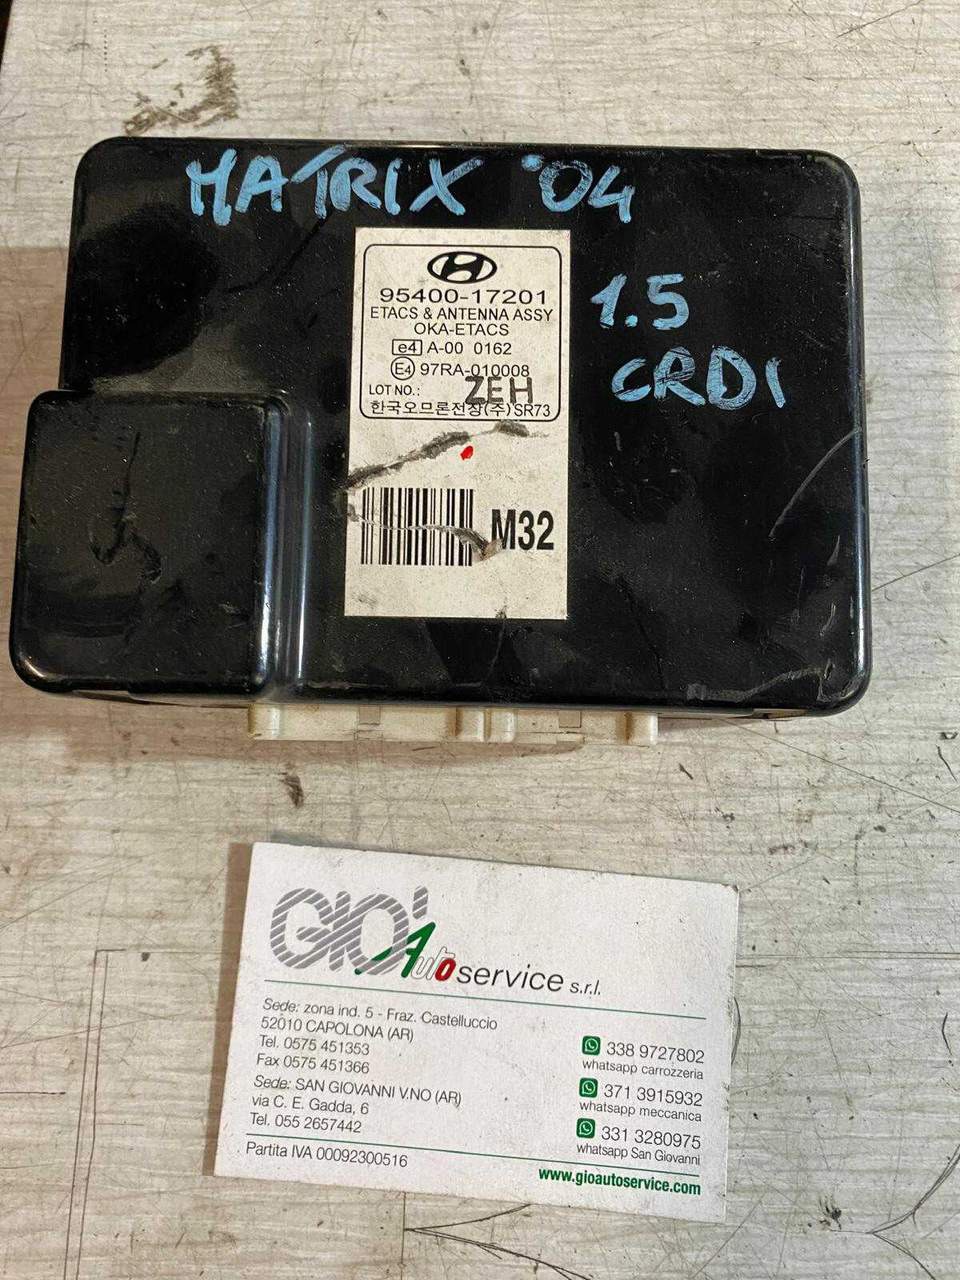 MATRIX '04
1.5
CRDI
95400-17201
ETACS & ANTENNA ASSY
OKA-ETACS
e4 A-00 0162
E4 97RA-010008
LOT NO.: ZEH
한국오므론전장(주)SR73
M32
GIO' Auto service s.r.l.
Sede: zona ind. 5 - Fraz. Castelluccio
52010 CAPOLONA (AR)
Tel. 0575 451353
Fax 0575 451366
Sede: SAN GIOVANNI V.NO (AR)
via C. E. Gadda, 6
Tel. 055 2657442
Partita IVA 00092300516
338 9727802
whatsapp carrozzeria
371 3915932
whatsapp meccanica
331 3280975
whatsapp San Giovanni
www.gioautoservice.com